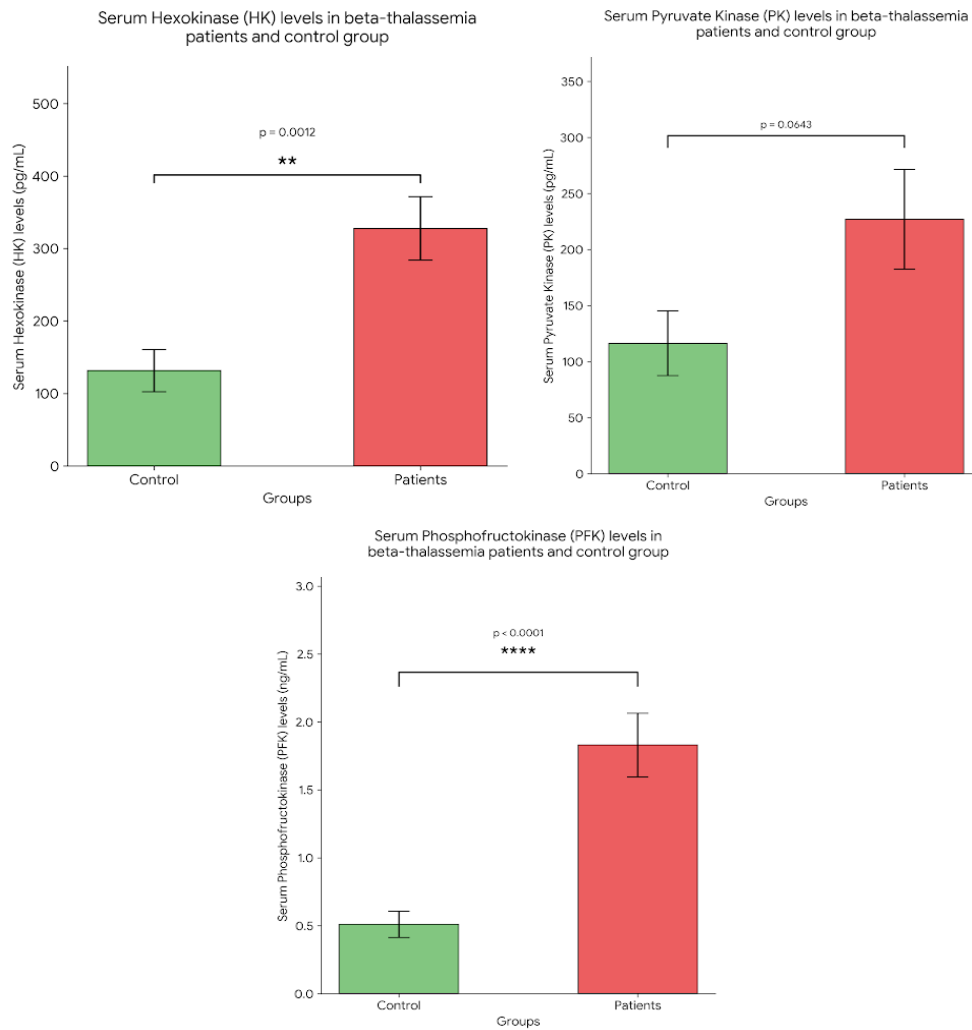 Serum Hexokinase (HK) levels in beta-thalassemia
patients and control group
Serum Hexokinase (HK) levels (pg/mL)
500
400
300
200
100
0
p = 0.0012
**
Control
Patients
Groups
Serum Pyruvate Kinase (PK) levels in beta-thalassemia
patients and control group
Serum Pyruvate Kinase (PK) levels (pg/mL)
350
300
250
200
150
100
50
0
p = 0.0643
Control
Patients
Groups
Serum Phosphofructokinase (PFK) levels in
beta-thalassemia patients and control group
Serum Phosphofructokinase (PFK) levels (ng/mL)
3.0
2.5
2.0
1.5
1.0
0.5
0.0
p < 0.0001
****
Control
Patients
Groups